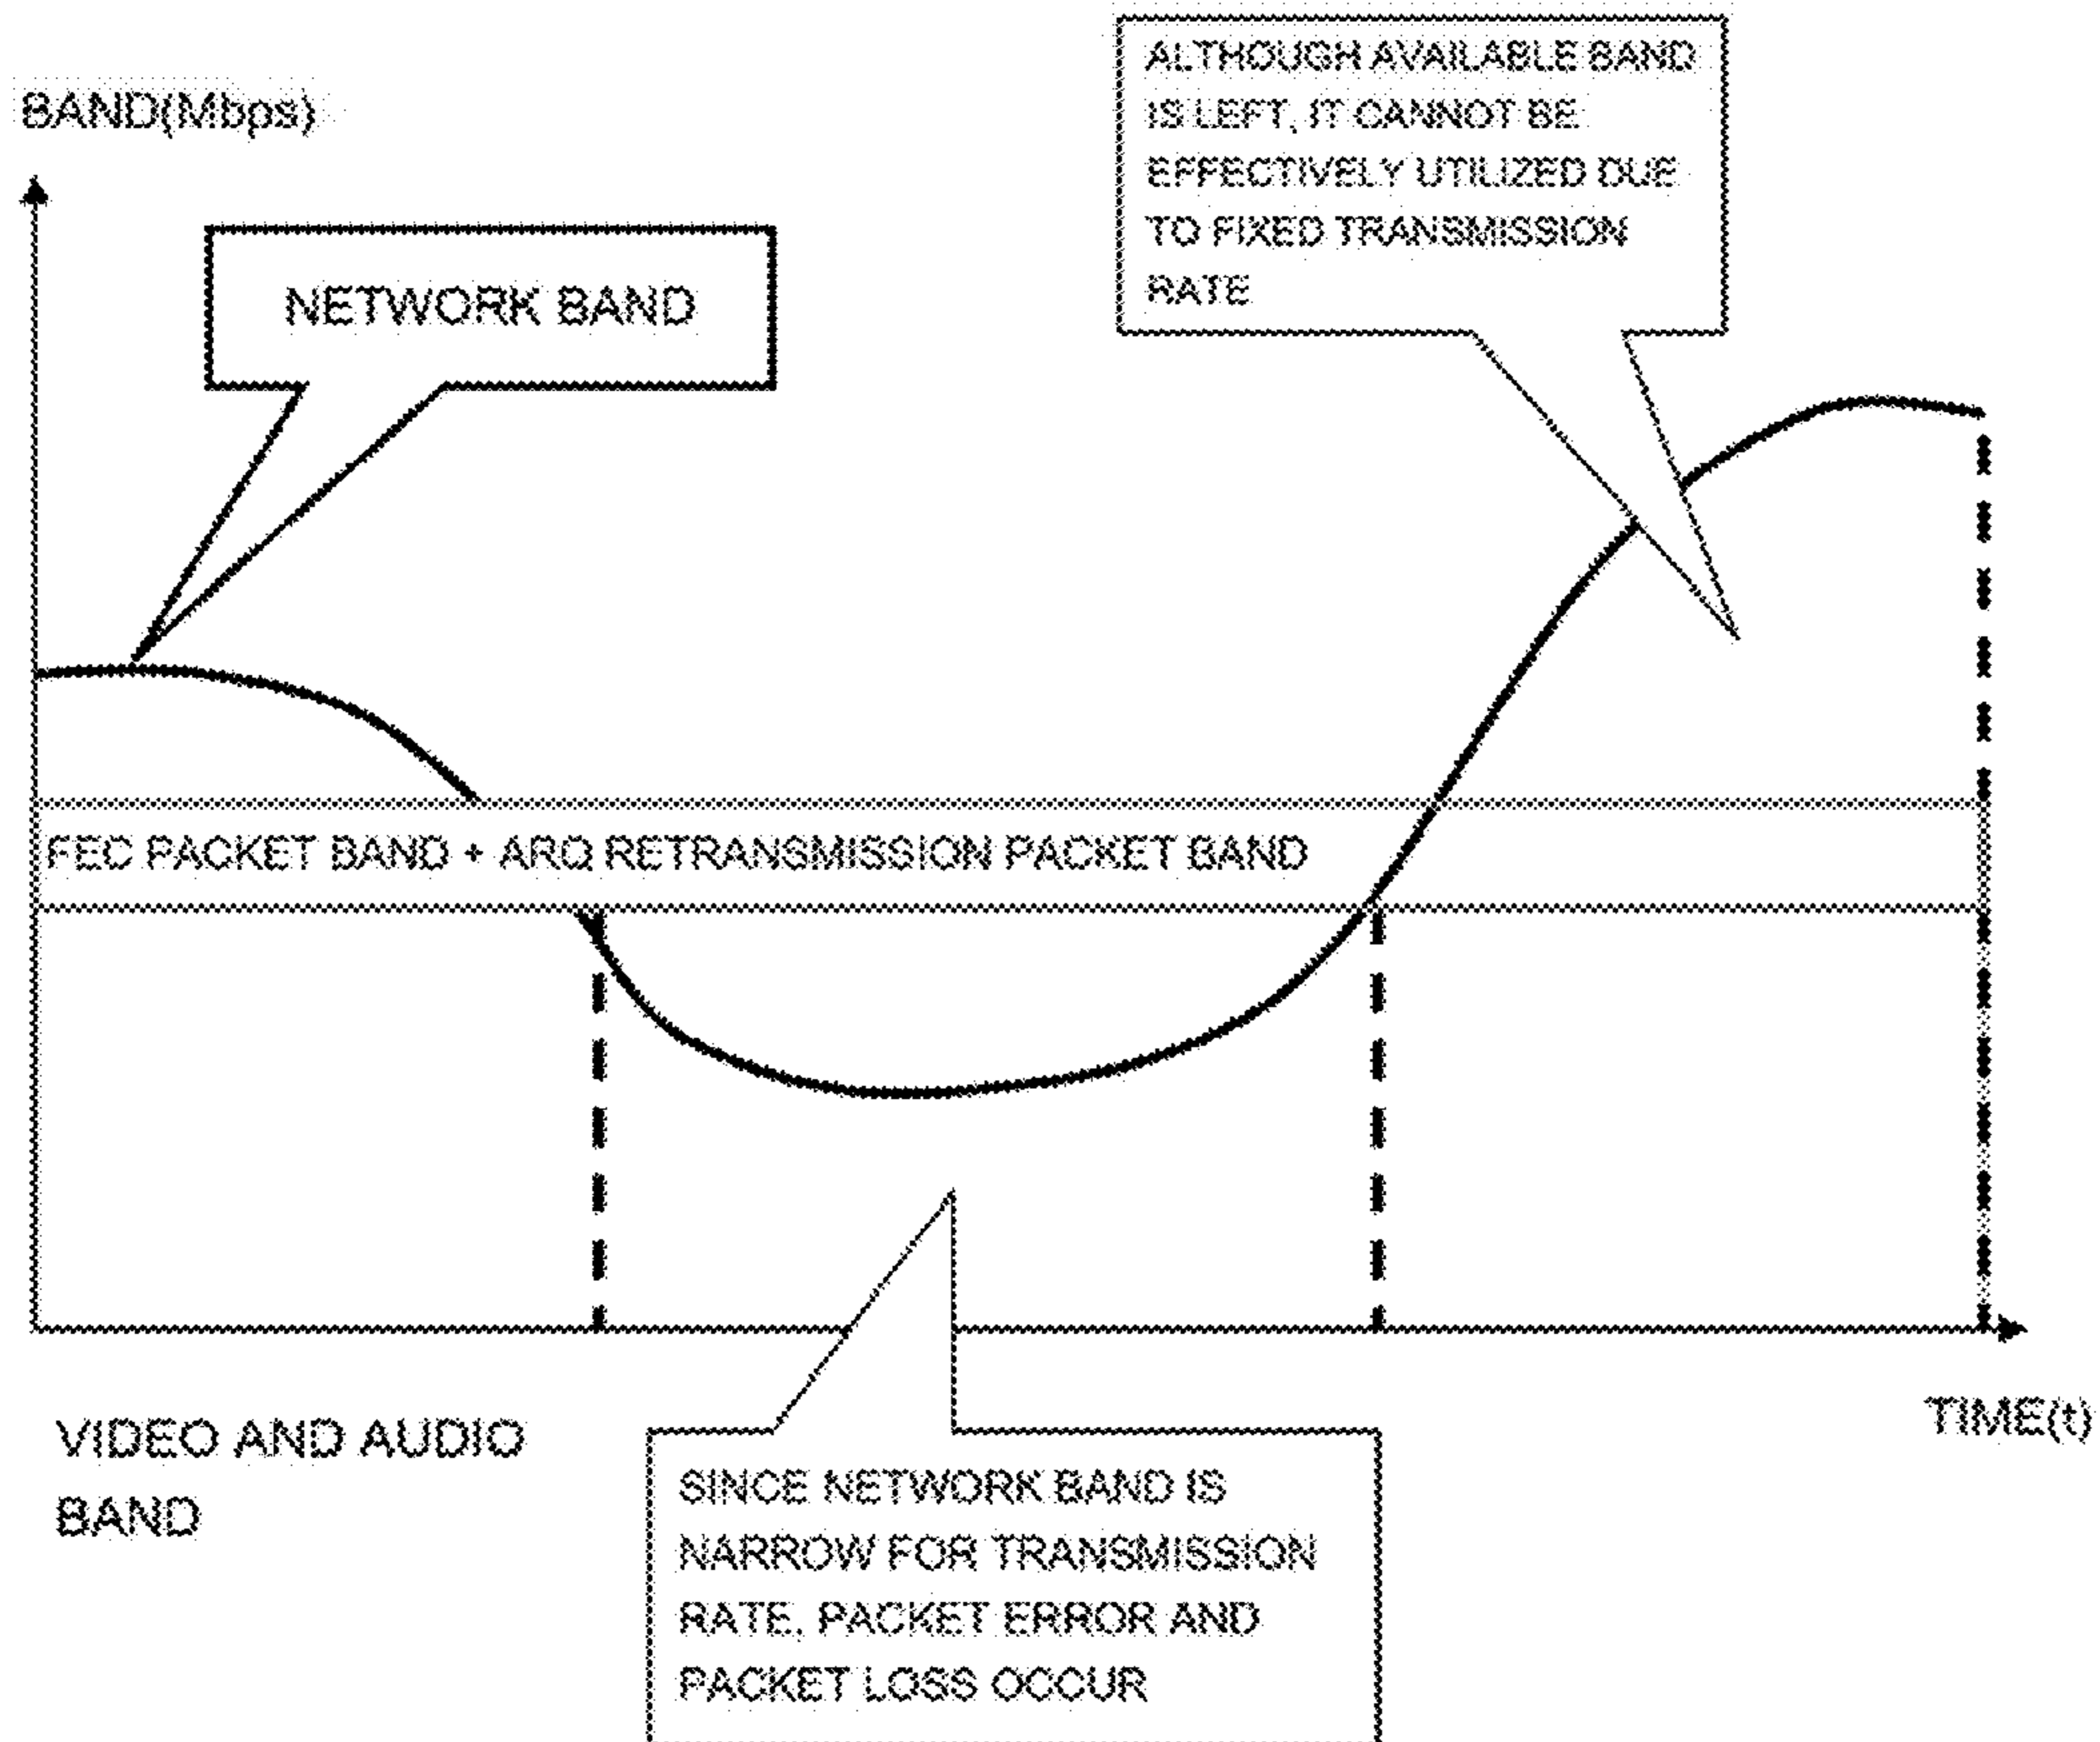 BAND(Mbps)
ALTHOUGH AVAILABLE BAND
IS LEFT, IT CANNOT BE
EFFECTIVELY UTILIZED DUE
TO FIXED TRANSMISSION
RATE
NETWORK BAND
FEC PACKET BAND + ARQ RETRANSMISSION PACKET BAND
VIDEO AND AUDIO
BAND
TIME(t)
SINCE NETWORK BAND IS
NARROW FOR TRANSMISSION
RATE, PACKET ERROR AND
PACKET LOSS OCCUR